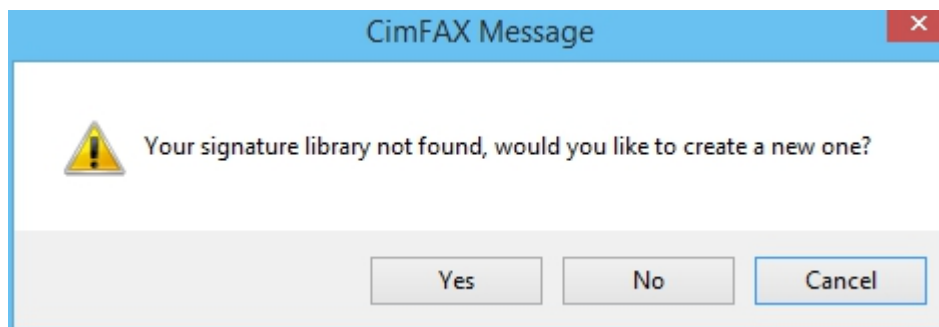 CimFAX Message
Your signature library not found, would you like to create a new one?
Yes No Cancel